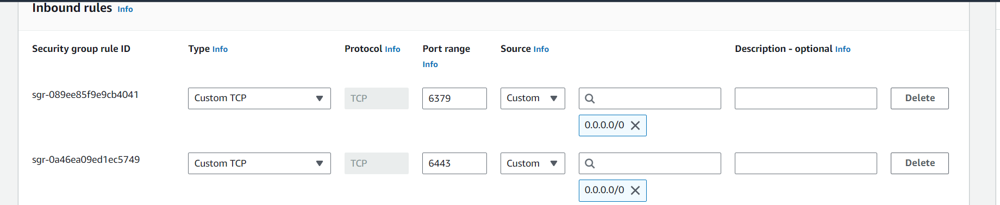 Inbound rules Info
Security group rule ID Type Info Protocol Info Port range Info Source Info Description - optional Info
sgr-089ee85f9e9cb4041 Custom TCP TCP 6379 Custom Delete
0.0.0.0/0
sgr-0a46ea09ed1ec5749 Custom TCP TCP 6443 Custom Delete
0.0.0.0/0